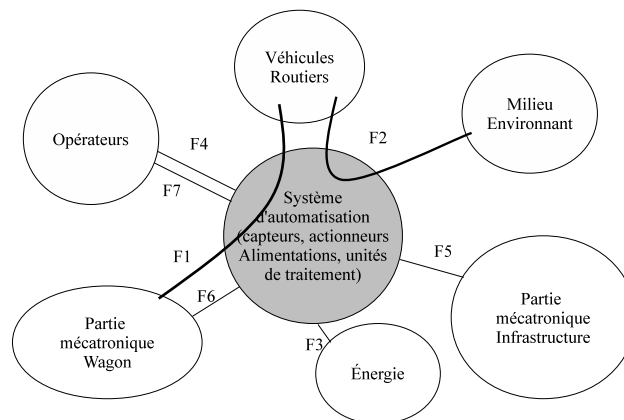 Véhicules
Routiers
Milieu
Environnant
Opérateurs
F4
F2
F7
Système
d'automatisation
(capteurs, actionneurs
Alimentations, unités
de traitement)
F1
F5
F6
Partie
mécatronique
Wagon
Partie
mécatronique
Infrastructure
F3
Énergie